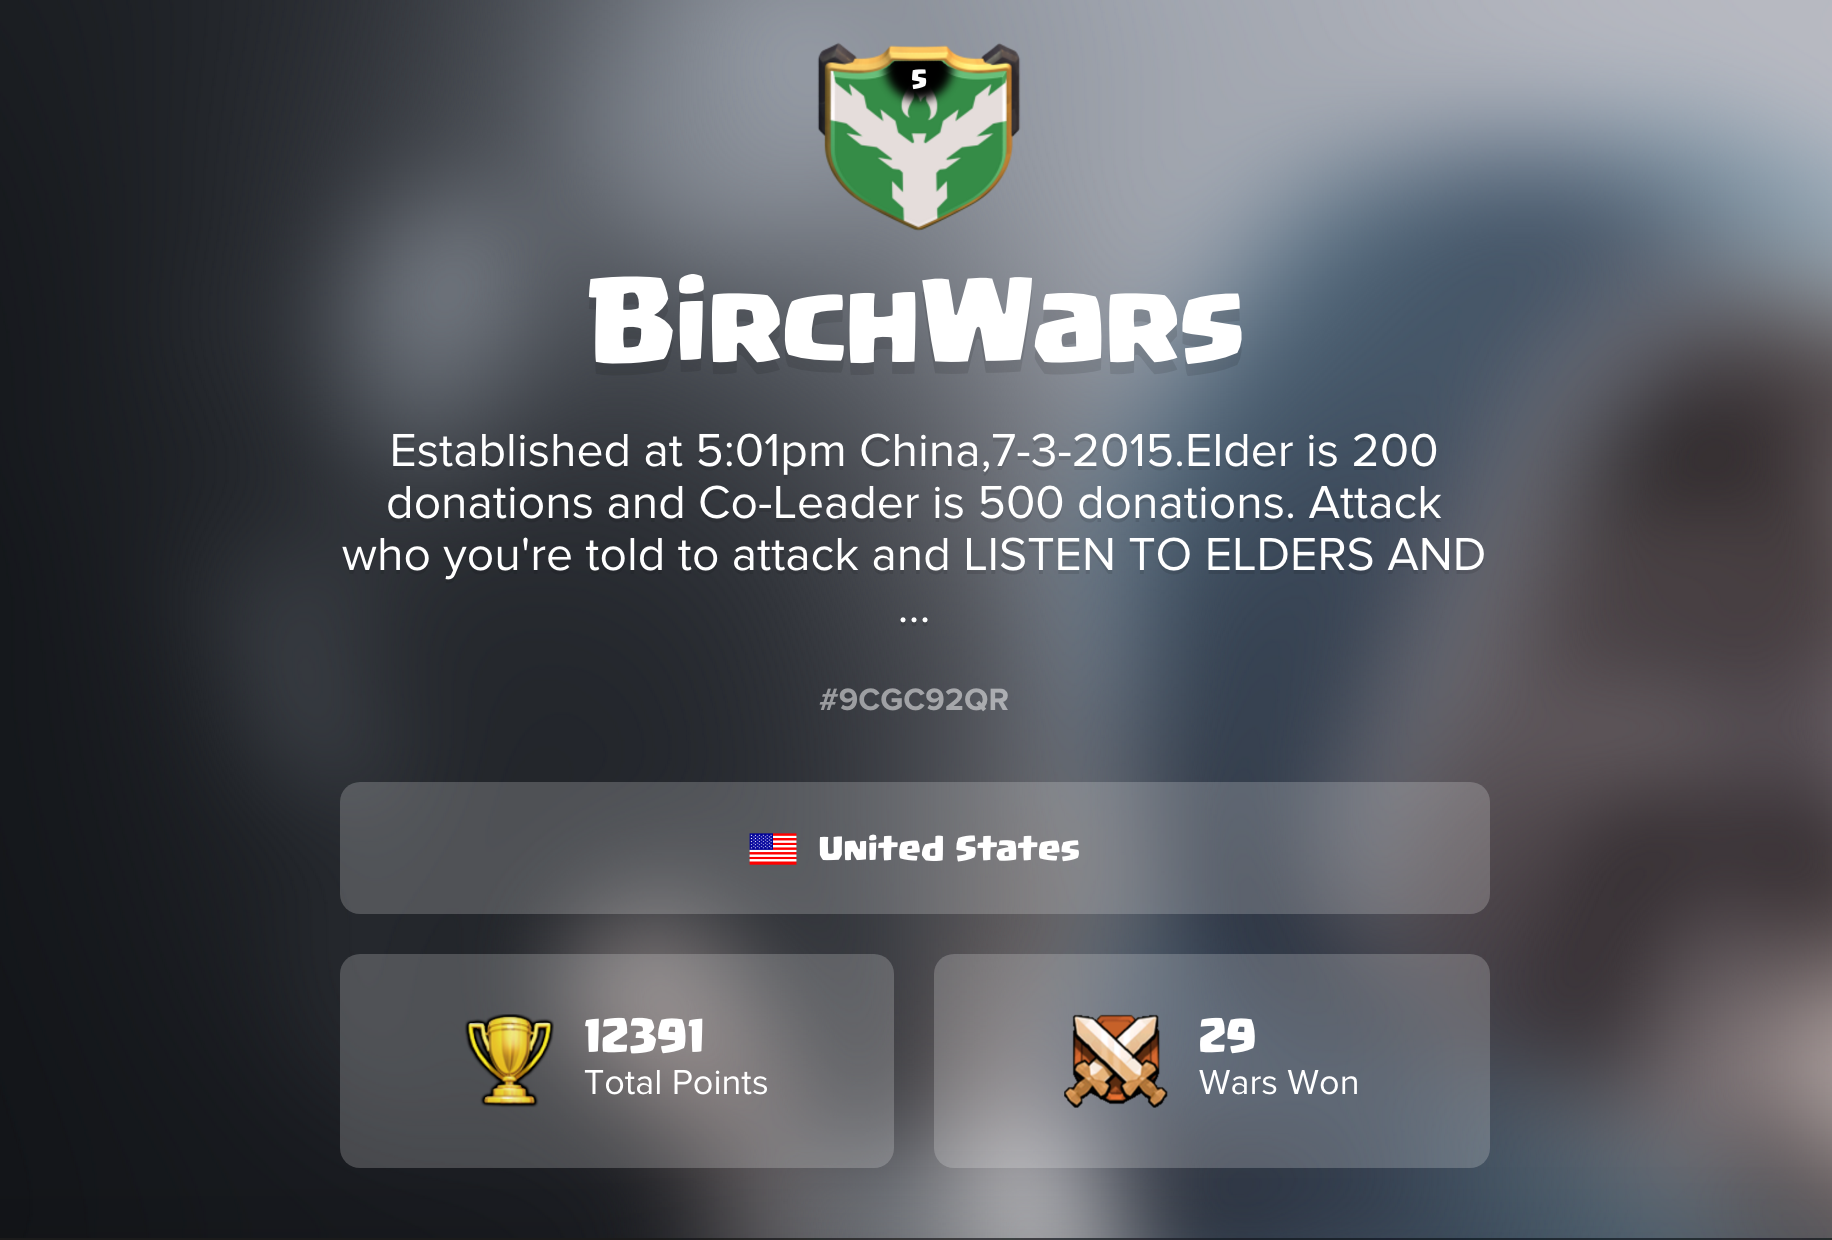 5
BirchWars
Established at 5:01pm China,7-3-2015.Elder is 200
donations and Co-Leader is 500 donations. Attack
who you're told to attack and LISTEN TO ELDERS AND
...
#9CGC92QR
United States
12391
Total Points
29
Wars Won